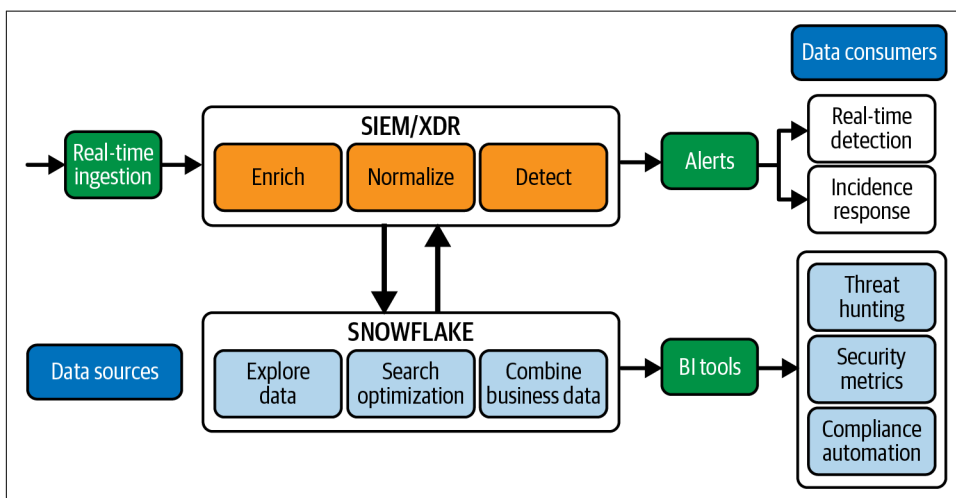 Data consumers
SIEM/XDR
Real-time
ingestion
Enrich
Normalize
Detect
Alerts
Real-time
detection
Incidence
response
SNOWFLAKE
Data sources
Explore
data
Search
optimization
Combine
business data
BI tools
Threat
hunting
Security
metrics
Compliance
automation